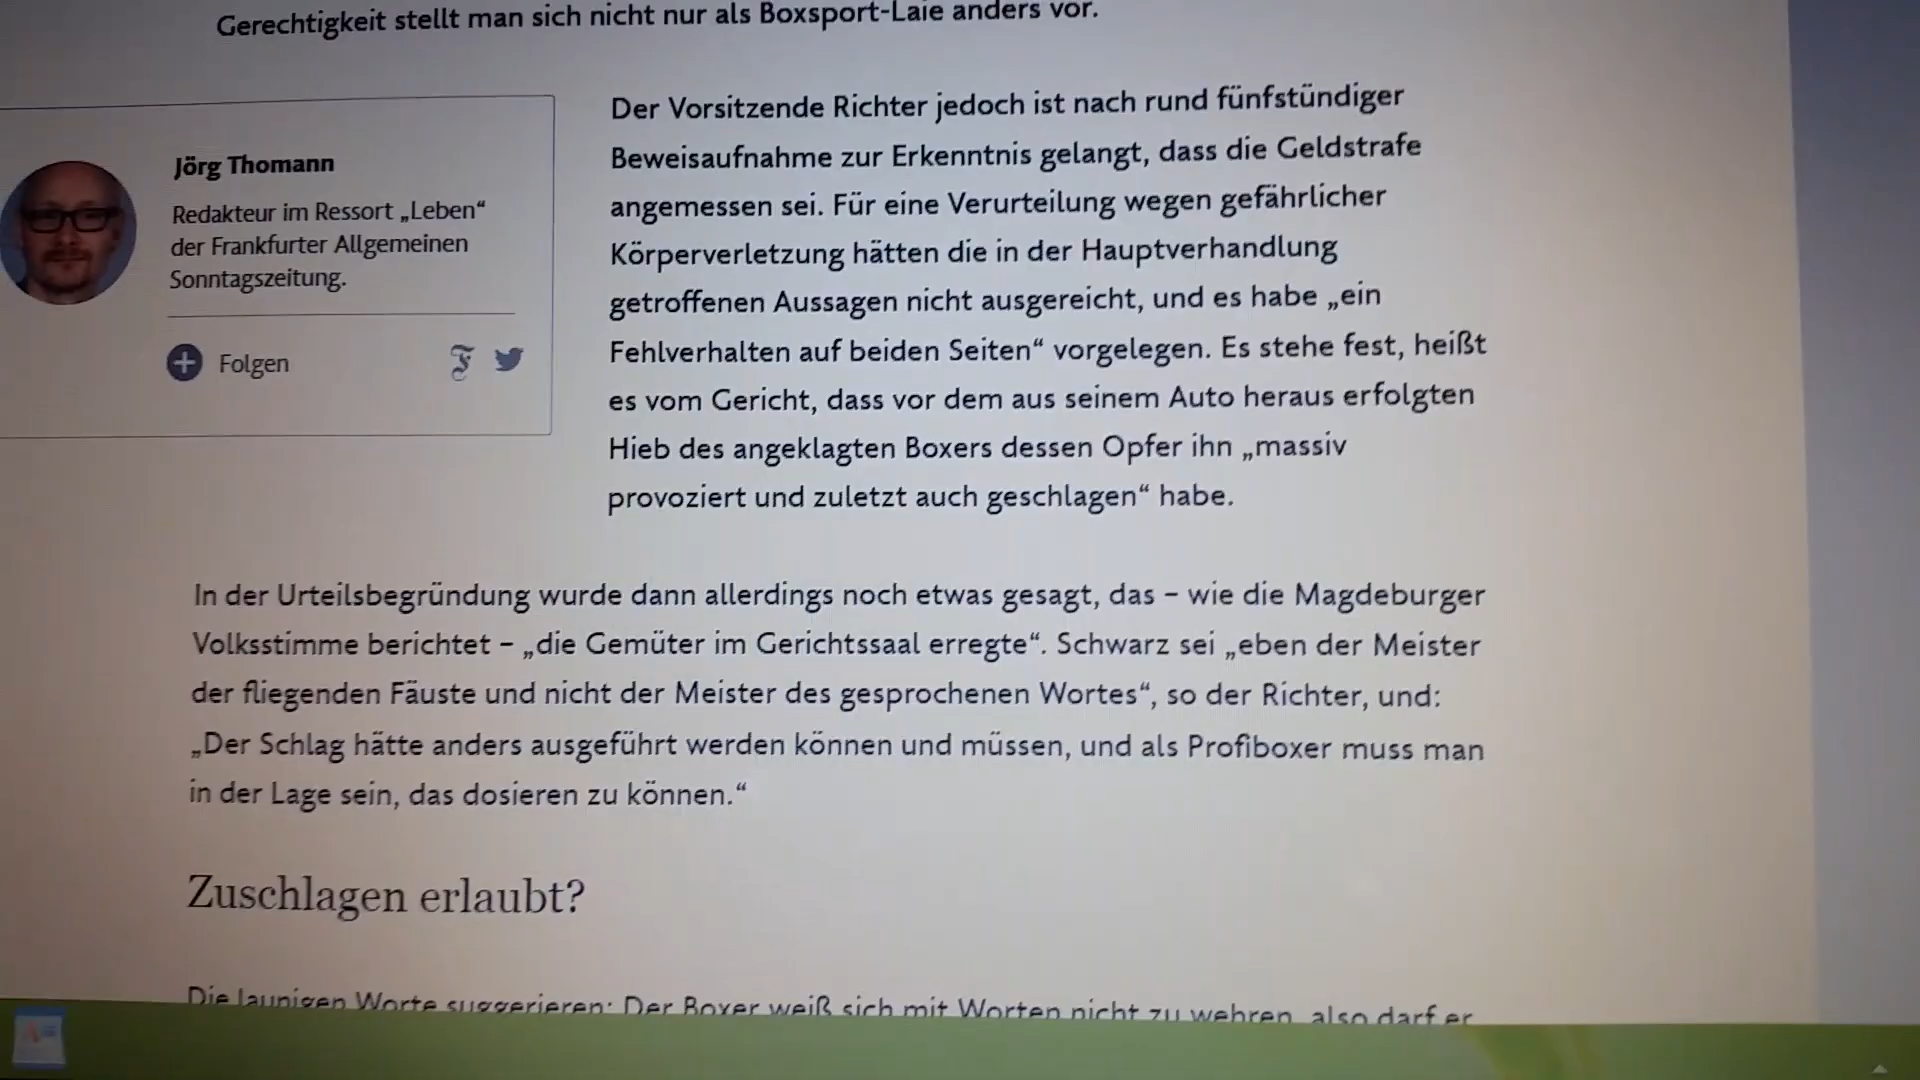 Gerechtigkeit stellt man sich nicht nur als Boxsport-Laie anders vor.
Jörg Thomann
Redakteur im Ressort „Leben“
der Frankfurter Allgemeinen
Sonntagszeitung.
Folgen
Der Vorsitzende Richter jedoch ist nach rund fünfstündiger
Beweisaufnahme zur Erkenntnis gelangt, dass die Geldstrafe
angemessen sei. Für eine Verurteilung wegen gefährlicher
Körperverletzung hätten die in der Hauptverhandlung
getroffenen Aussagen nicht ausgereicht, und es habe „ein
Fehlverhalten auf beiden Seiten“ vorgelegen. Es stehe fest, heißt
es vom Gericht, dass vor dem aus seinem Auto heraus erfolgten
Hieb des angeklagten Boxers dessen Opfer ihn „massiv
provoziert und zuletzt auch geschlagen“ habe.
In der Urteilsbegründung wurde dann allerdings noch etwas gesagt, das – wie die Magdeburger
Volksstimme berichtet – „die Gemüter im Gerichtssaal erregte“. Schwarz sei „eben der Meister
der fliegenden Fäuste und nicht der Meister des gesprochenen Wortes“, so der Richter, und:
„Der Schlag hätte anders ausgeführt werden können und müssen, und als Profiboxer muss man
in der Lage sein, das dosieren zu können.“
Zuschlagen erlaubt?
Die launigen Worte suggerieren: Der Boxer weiß sich mit Worten nicht zu wehren, also darf er